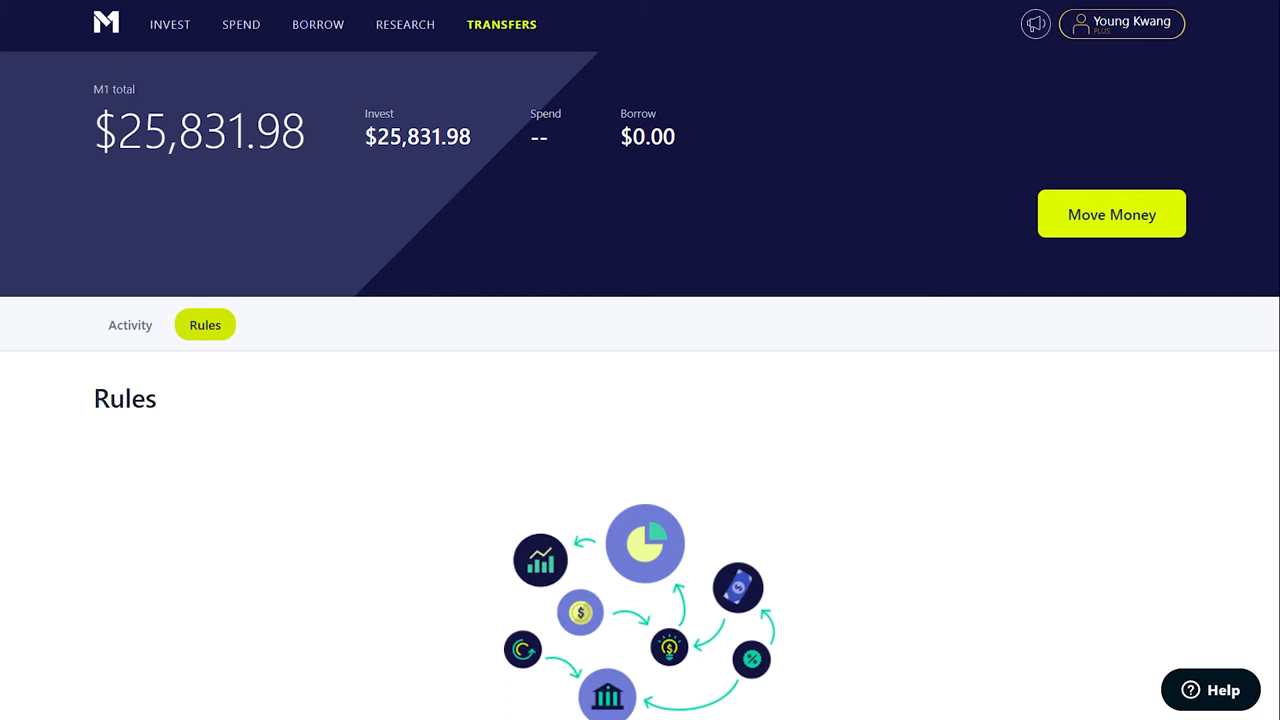 M INVEST SPEND BORROW RESEARCH TRANSFERS Young Kwang
PLUS
M1 total
$25,831.98
Invest Spend Borrow
$25,831.98 -- $0.00
Move Money
Activity Rules
Rules
$
$
$
%
? Help